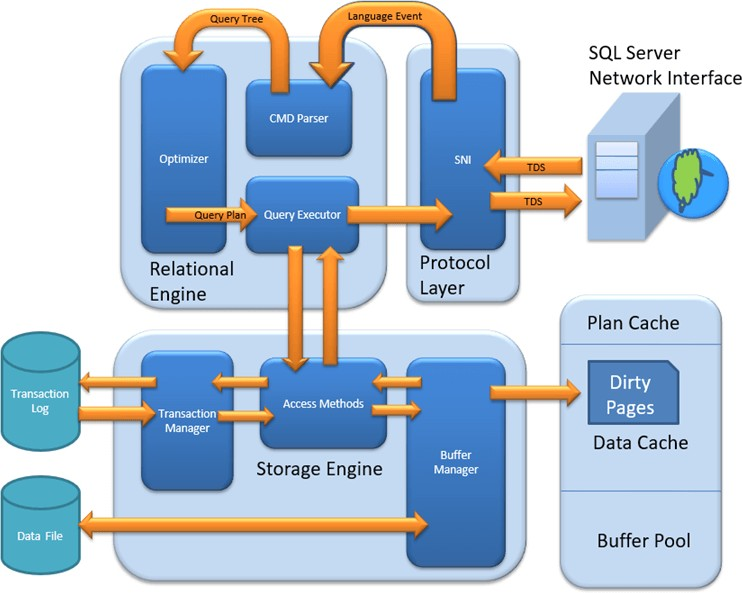 Query Tree
Language Event
SQL Server
Network Interface
CMD Parser
Optimizer
SNI
TDS
TDS
Query Plan
Query Executor
Relational
Engine
Protocol
Layer
Plan Cache
Dirty
Pages
Data Cache
Buffer Pool
Transaction
Log
Transaction
Manager
Access Methods
Buffer
Manager
Storage Engine
Data File